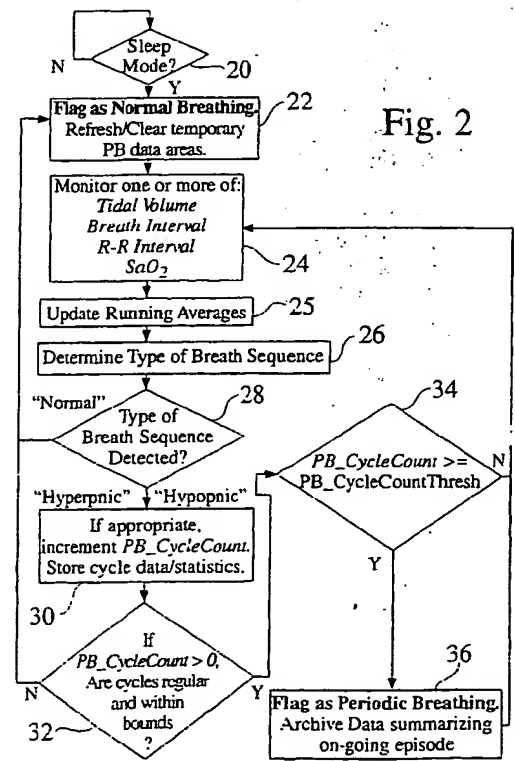 Sleep
Mode?
N
20
Y
Flag as Normal Breathing.
Refresh/Clear temporary
PB data areas.
22
Fig. 2
Monitor one or more of:
Tidal Volume
Breath Interval
R-R Interval
SaO2
24
Update Running Averages
25
Determine Type of Breath Sequence
26
"Normal"
28
Type of
Breath Sequence
Detected?
"Hyperpnic" "Hypopnic"
If appropriate,
increment PB_CycleCount.
Store cycle data/statistics.
30
If
PB_CycleCount > 0,
Are cycles regular
and within
bounds
?
N
Y
32
34
PB_CycleCount >=
PB_CycleCountThresh
N
Y
36
Flag as Periodic Breathing.
Archive Data summarizing
on-going episode